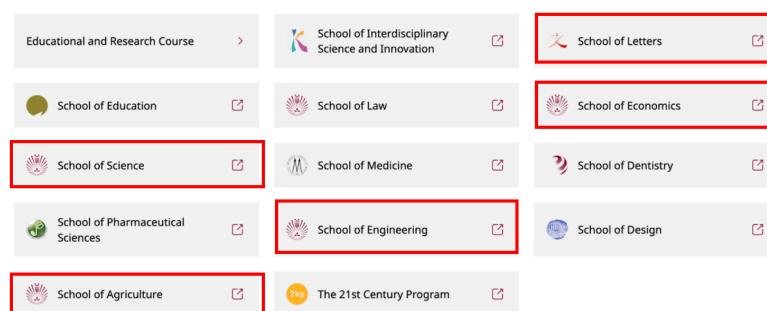 Educational and Research Course
School of Interdisciplinary
Science and Innovation
文
School of Letters
School of Education
School of Law
School of Economics
School of Science
M
School of Medicine
School of Dentistry
School of Pharmaceutical
Sciences
School of Engineering
School of Design
School of Agriculture
21cp
The 21st Century Program